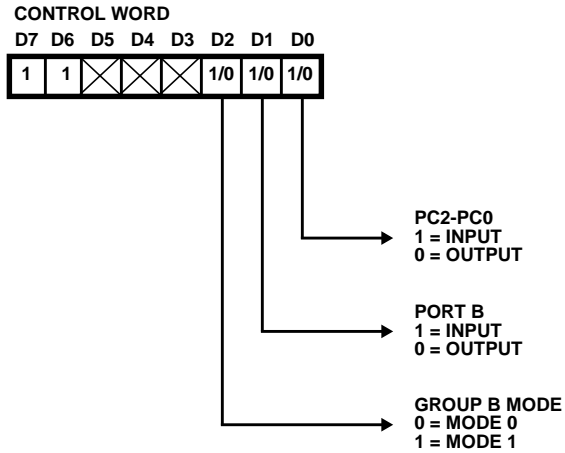 CONTROL WORD
D7 D6 D5 D4 D3 D2 D1 D0
1 1 1/0 1/0 1/0
PC2-PC0
1 = INPUT
0 = OUTPUT
PORT B
1 = INPUT
0 = OUTPUT
GROUP B MODE
0 = MODE 0
1 = MODE 1